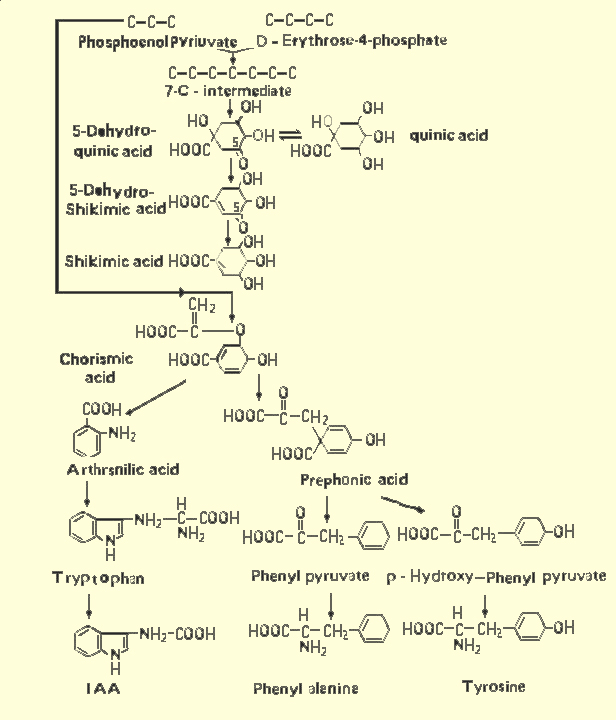 C-C-C C-C-C-C
Phosphoenol pyriuvate D - Erythrose-4-phosphate
C-C-C-C-C-C-C
7-C - intermediate
OH
HO
5-Dehydro-
quinic acid
HOOC
5
OH
O
OH
HO
OH
HOOC
OH
quinic acid
5-Dehydro-
Shikimic acid
OH
HOOC
5
OH
O
OH
Shikimic acid HOOC- -OH
OH
CH2
HOOC-C O
HOOC- -OH
Chorismic
acid
COOH
NH2
Arthrsnilic acid
O
HOOC-C-CH2
HOOC -OH
Prephonic acid
H
NH2-C-COOH
NH2
N
H
Tryptophan
O
HOOC-C-CH2-
Phenyl pyruvate
O
HOOC-C-CH2- -OH
p - Hydroxy-Phenyl pyruvate
NH2-COOH
N
H
IAA
H
HOOC-C-CH2-
NH2
Phenyl alanine
H
HOOC-C-CH2- -OH
NH2
Tyrosine